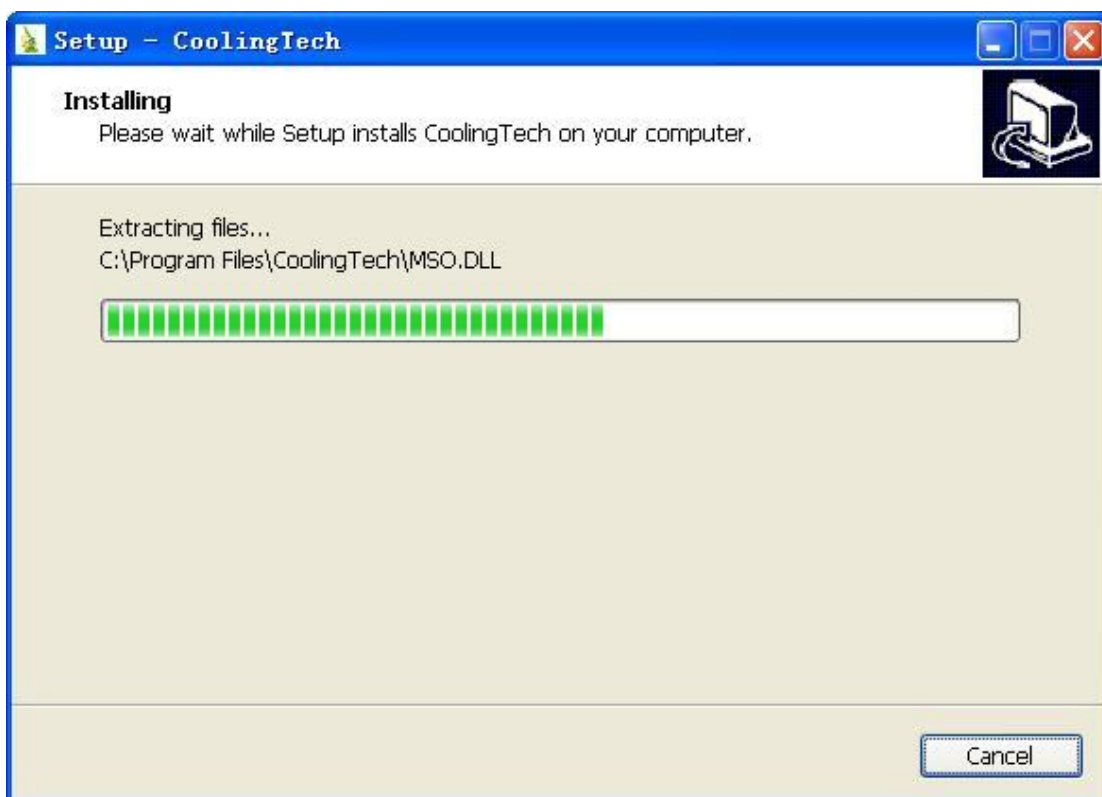 Setup - CoolingTech
Installing
Please wait while Setup installs CoolingTech on your computer.
Extracting files...
C:\Program Files\CoolingTech\MSO.DLL
Cancel